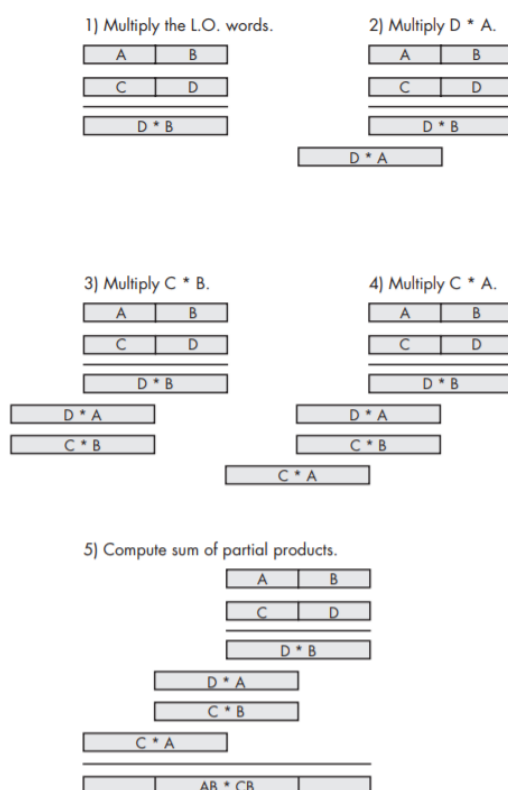 1) Multiply the L.O. words.
A B
C D
D * B
2) Multiply D * A.
A B
C D
D * B
D * A
3) Multiply C * B.
A B
C D
D * B
D * A
C * B
4) Multiply C * A.
A B
C D
D * B
D * A
C * B
C * A
5) Compute sum of partial products.
A B
C D
D * B
D * A
C * B
C * A
AB * CB